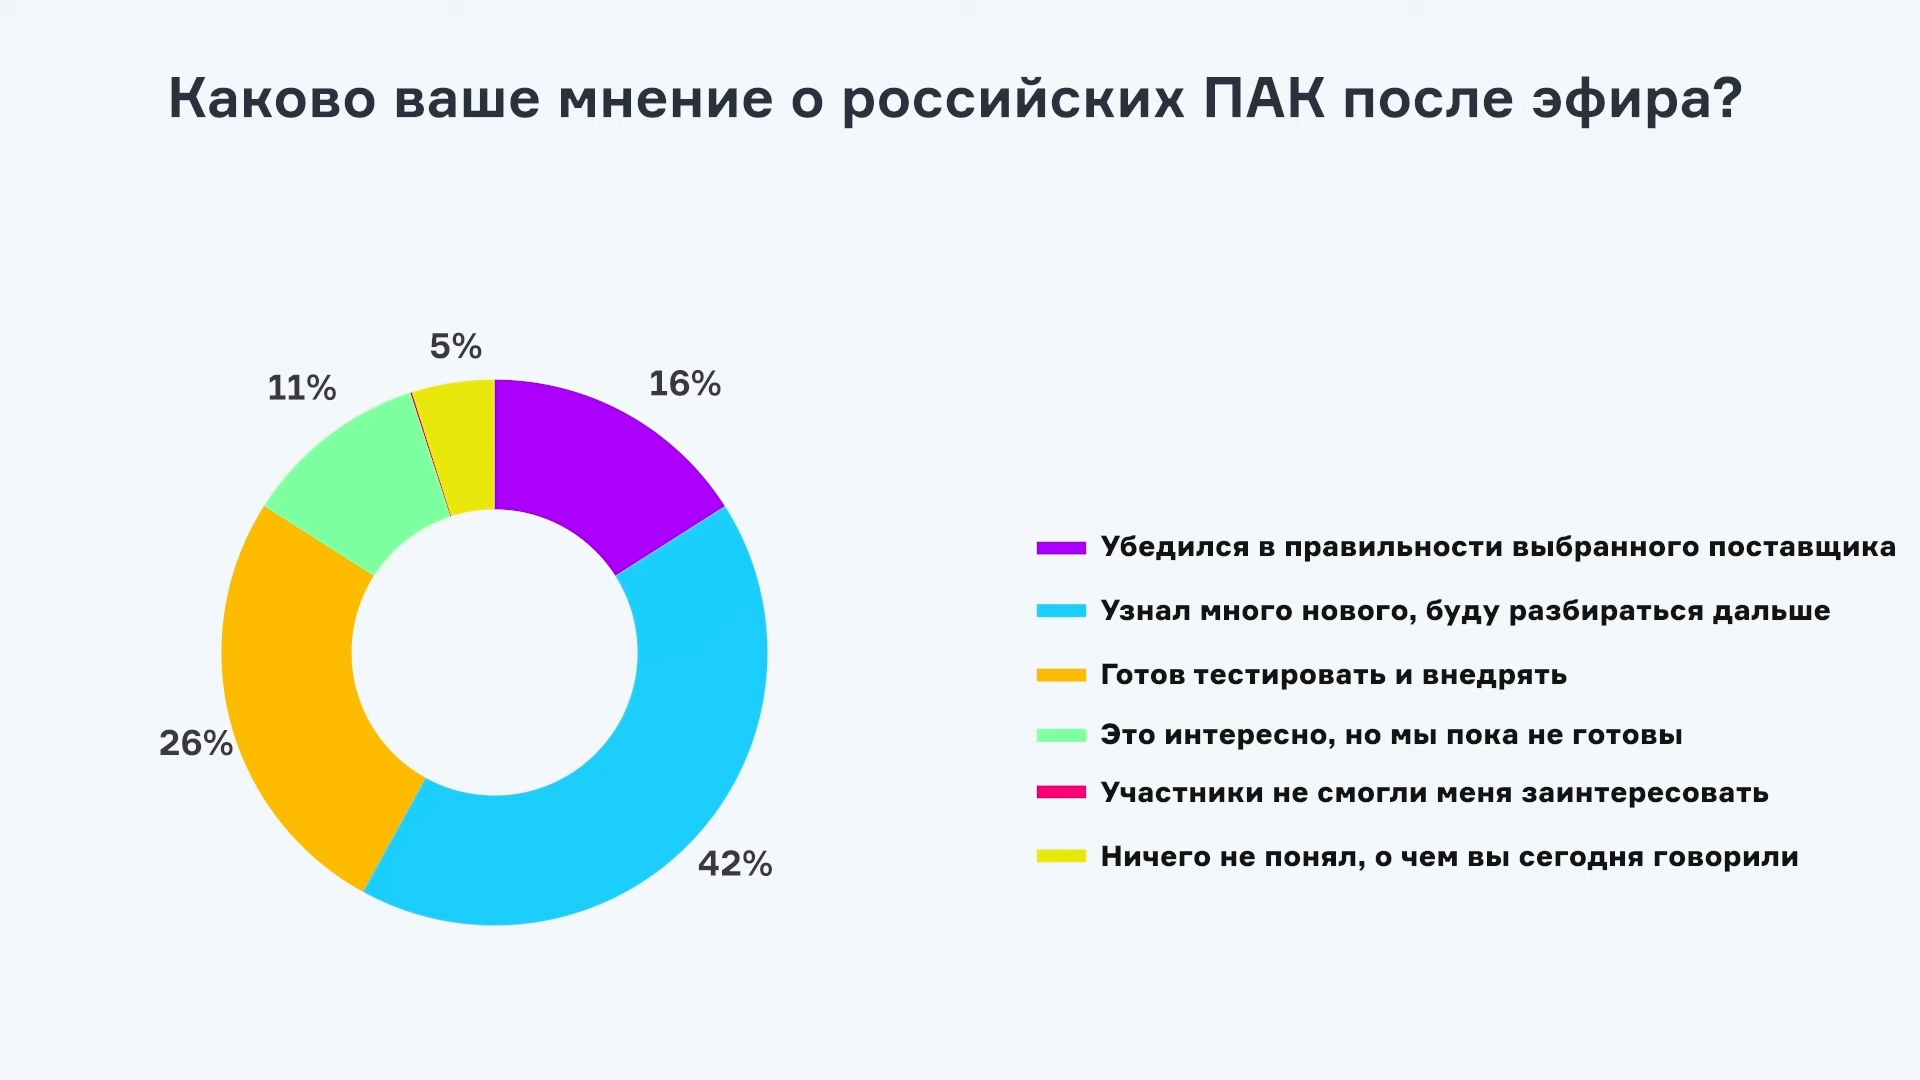 Каково ваше мнение о российских ПАК после эфира?
5%
16%
11%
26%
42%
Убедился в правильности выбранного поставщика
Узнал много нового, буду разбираться дальше
Готов тестировать и внедрять
Это интересно, но мы пока не готовы
Участники не смогли меня заинтересовать
Ничего не понял, о чем вы сегодня говорили